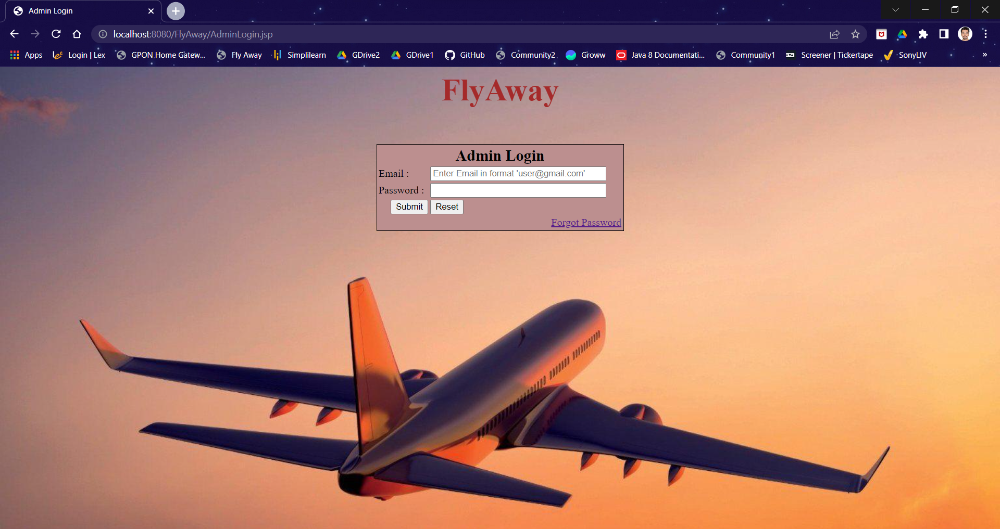 Admin Login
localhost:8080/FlyAway/AdminLogin.jsp
Apps Login | Lex GPON Home Gatew... Fly Away Simplilearn GDrive2 GDrive1 GitHub Community2 Groww Java 8 Documentati... Community1 Screener | Tickertape SonyLIV »
FlyAway
Admin Login
Email : Enter Email in format 'user@gmail.com'
Password :
Submit Reset
Forgot Password